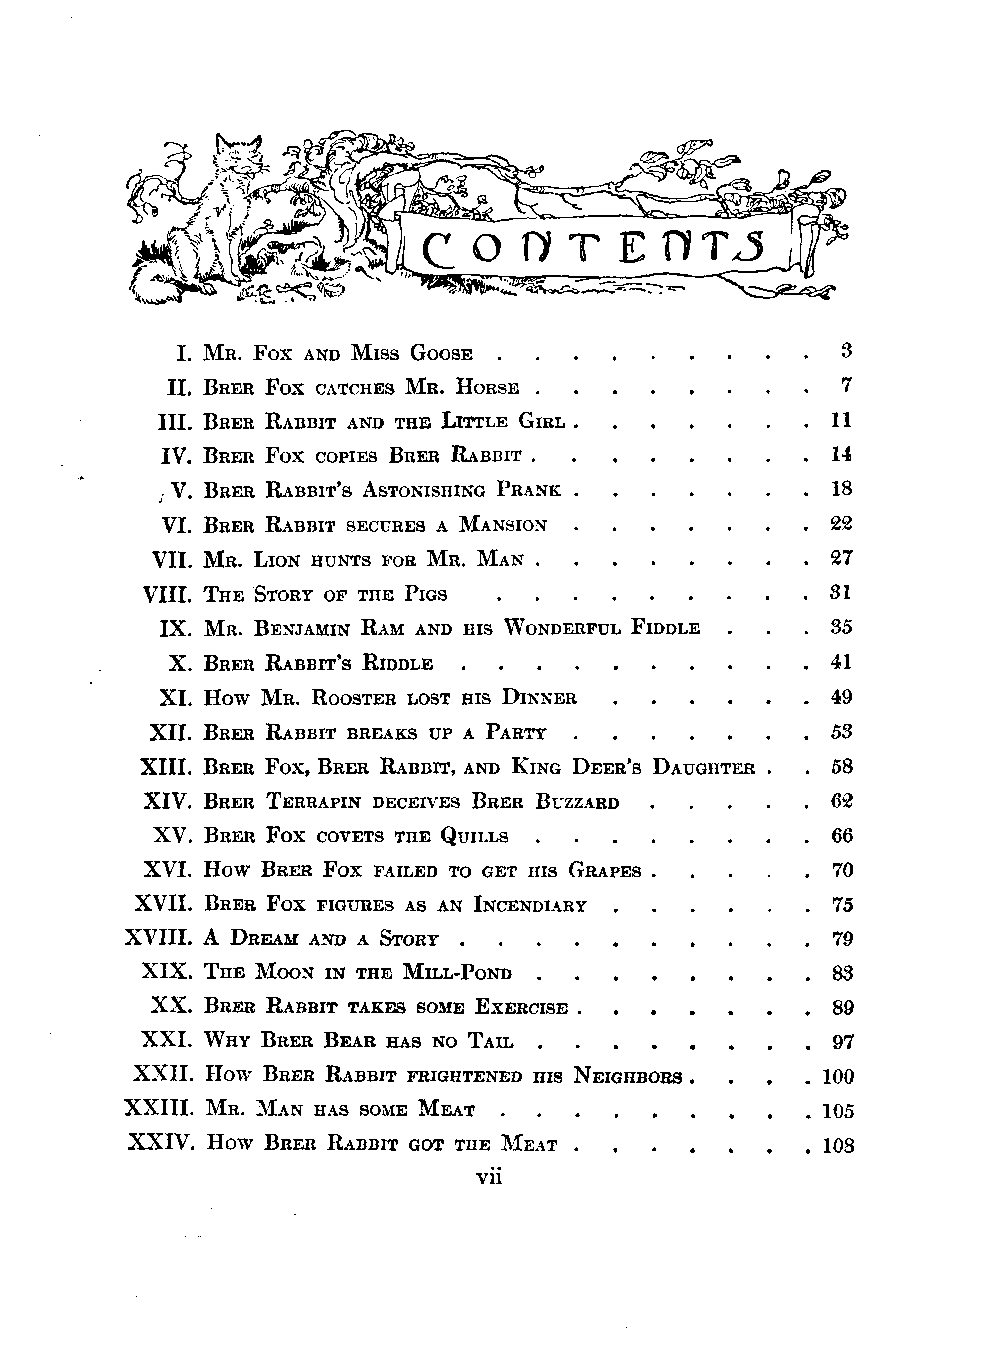 CONTENTS
I. Mr. Fox and Miss Goose . . . . . . . . . 3
II. Brer Fox catches Mr. Horse . . . . . . . . 7
III. Brer Rabbit and the Little Girl . . . . . . . 11
IV. Brer Fox copies Brer Rabbit . . . . . . . . 14
V. Brer Rabbit's Astonishing Prank . . . . . . . 18
VI. Brer Rabbit secures a Mansion . . . . . . . 22
VII. Mr. Lion hunts for Mr. Man . . . . . . . . 27
VIII. The Story of the Pigs . . . . . . . . . 31
IX. Mr. Benjamin Ram and his Wonderful Fiddle . . . 35
X. Brer Rabbit's Riddle . . . . . . . . . . 41
XI. How Mr. Rooster lost his Dinner . . . . . . 49
XII. Brer Rabbit breaks up a Party . . . . . . . 53
XIII. Brer Fox, Brer Rabbit, and King Deer's Daughter . . 58
XIV. Brer Terrapin deceives Brer Buzzard . . . . . 62
XV. Brer Fox covets the Quills . . . . . . . . 66
XVI. How Brer Fox failed to get his Grapes . . . . . 70
XVII. Brer Fox figures as an Incendiary . . . . . . 75
XVIII. A Dream and a Story . . . . . . . . . . 79
XIX. The Moon in the Mill-Pond . . . . . . . . 83
XX. Brer Rabbit takes some Exercise . . . . . . . 89
XXI. Why Brer Bear has no Tail . . . . . . . . 97
XXII. How Brer Rabbit frightened his Neighbors . . . . 100
XXIII. Mr. Man has some Meat . . . . . . . . . 105
XXIV. How Brer Rabbit got the Meat . . . . . . . 108
vii